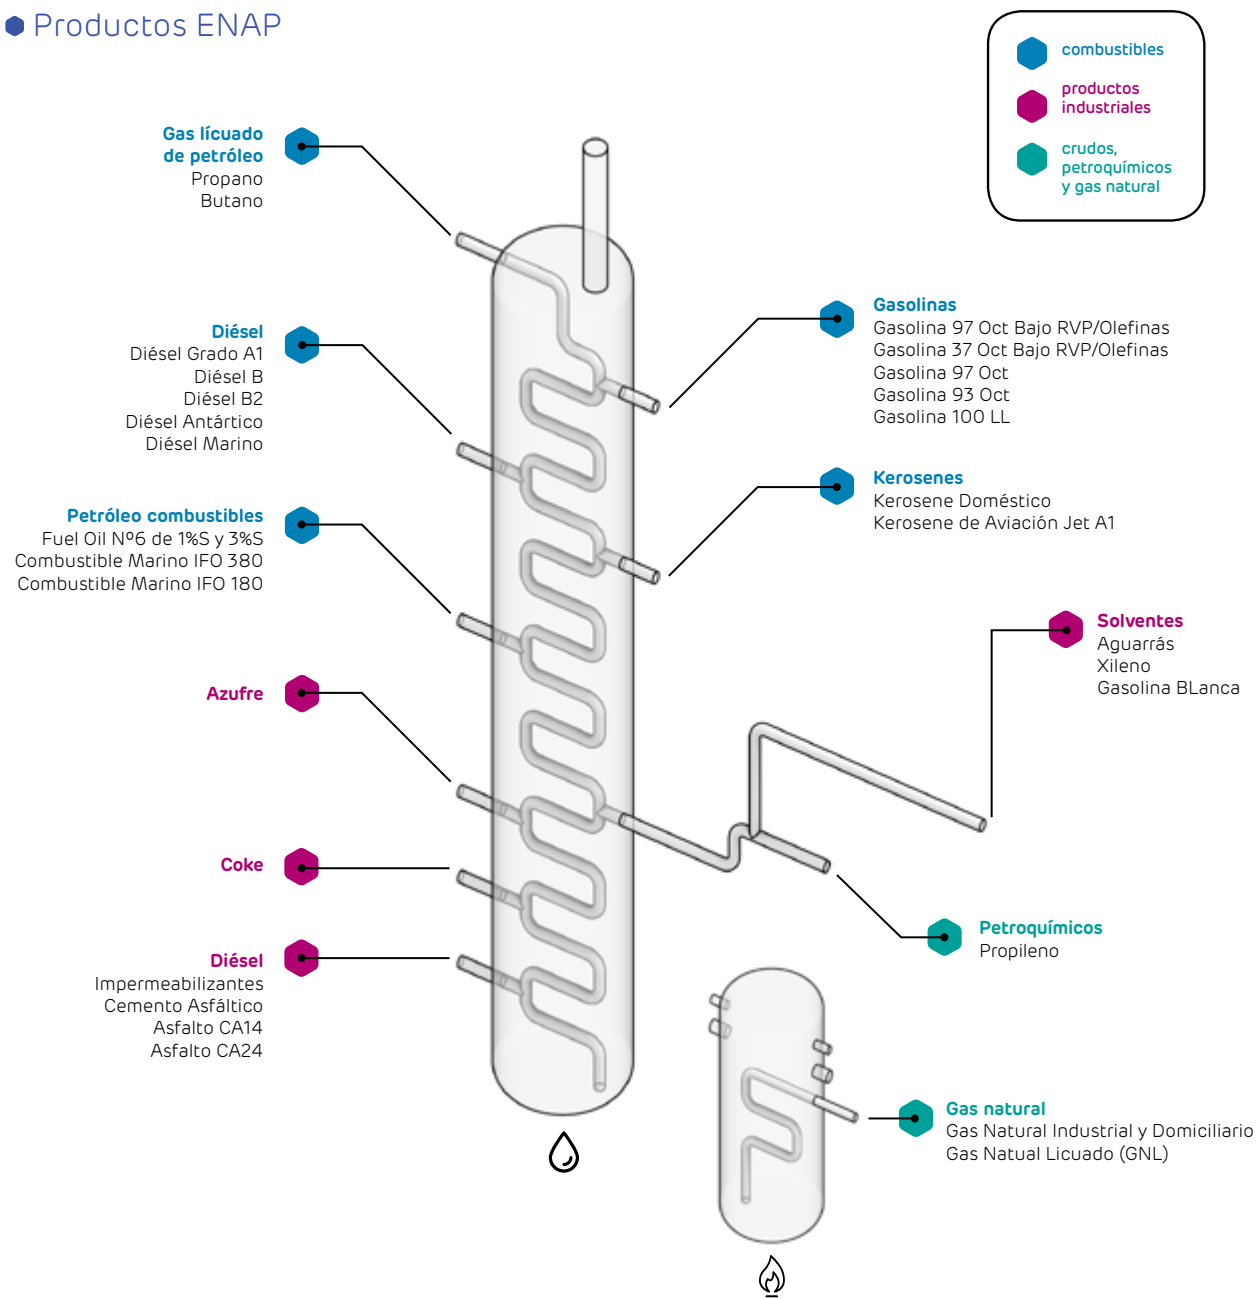 Productos ENAP
combustibles
productos
industriales
crudos,
petroquímicos
y gas natural
Gas lícuado
de petróleo
Propano
Butano
Diésel
Diésel Grado A1
Diésel B
Diésel B2
Diésel Antártico
Diésel Marino
Petróleo combustibles
Fuel Oil Nº6 de 1%S y 3%S
Combustible Marino IFO 380
Combustible Marino IFO 180
Azufre
Coke
Diésel
Impermeabilizantes
Cemento Asfáltico
Asfalto CA14
Asfalto CA24
Gasolinas
Gasolina 97 Oct Bajo RVP/Olefinas
Gasolina 37 Oct Bajo RVP/Olefinas
Gasolina 97 Oct
Gasolina 93 Oct
Gasolina 100 LL
Kerosenes
Kerosene Doméstico
Kerosene de Aviación Jet A1
Solventes
Aguarrás
Xileno
Gasolina BLanca
Petroquímicos
Propileno
Gas natural
Gas Natural Industrial y Domiciliario
Gas Natual Licuado (GNL)